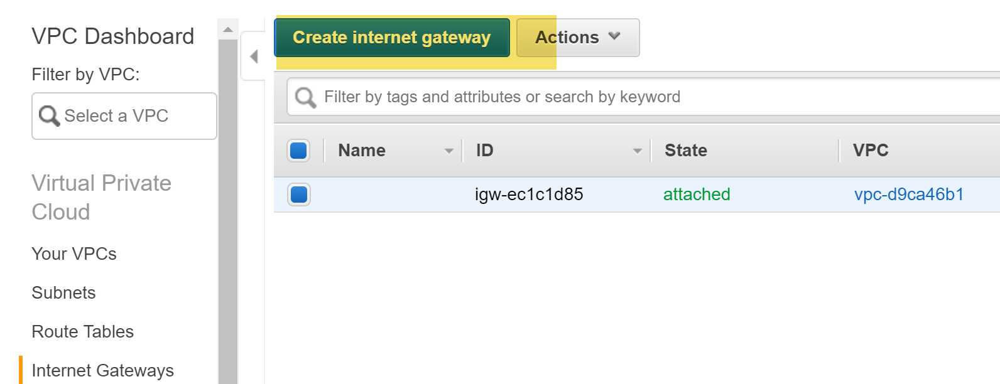 VPC Dashboard
Filter by VPC:
Select a VPC
Virtual Private
Cloud
Your VPCs
Subnets
Route Tables
Internet Gateways
Create internet gateway
Actions
Filter by tags and attributes or search by keyword
Name ID State VPC
igw-ec1c1d85 attached vpc-d9ca46b1